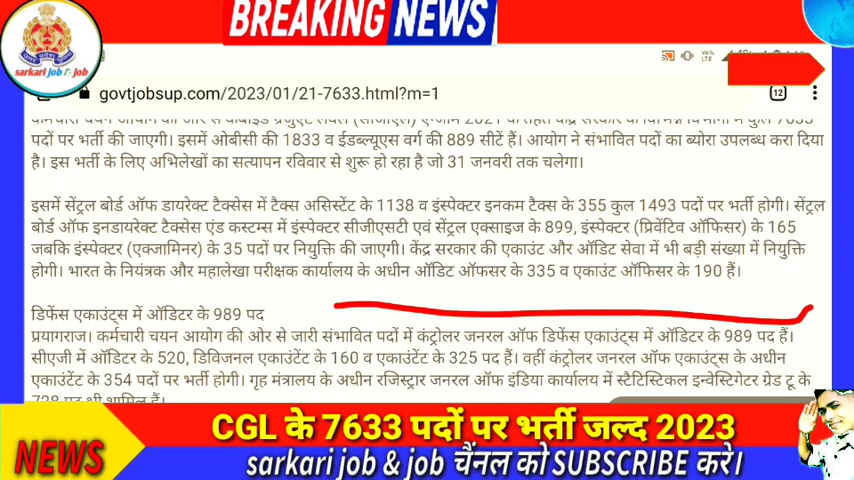 BREAKING NEWS
sarkari job & job
govtjobsup.com/2023/01/21-7633.html?m=1
12
पदों पर भर्ती की जाएगी। इसमें ओबीसी की 1833 व ईडब्ल्यूएस वर्ग की 889 सीटें हैं। आयोग ने संभावित पदों का ब्योरा उपलब्ध करा दिया
है। इस भर्ती के लिए अभिलेखों का सत्यापन रविवार से शुरू हो रहा है जो 31 जनवरी तक चलेगा।
इसमें सेंट्रल बोर्ड ऑफ डायरेक्ट टैक्सेस में टैक्स असिस्टेंट के 1138 व इंस्पेक्टर इनकम टैक्स के 355 कुल 1493 पदों पर भर्ती होगी। सेंट्रल
बोर्ड ऑफ इनडायरेक्ट टैक्सेस एंड कस्टम्स में इंस्पेक्टर सीजीएसटी एवं सेंट्रल एक्साइज के 899, इंस्पेक्टर (प्रिवेंटिव ऑफिसर) के 165
जबकि इंस्पेक्टर (एक्जामिनर) के 35 पदों पर नियुक्ति की जाएगी। केंद्र सरकार की एकाउंट और ऑडिट सेवा में भी बड़ी संख्या में नियुक्ति
होगी। भारत के नियंत्रक और महालेखा परीक्षक कार्यालय के अधीन ऑडिट ऑफसर के 335 व एकाउंट ऑफिसर के 190 हैं।
डिफेंस एकाउंट्स में ऑडिटर के 989 पद
प्रयागराज। कर्मचारी चयन आयोग की ओर से जारी संभावित पदों में कंट्रोलर जनरल ऑफ डिफेंस एकाउंट्स में ऑडिटर के 989 पद हैं।
सीएजी में ऑडिटर के 520, डिविजनल एकाउंटेंट के 160 व एकाउंटेंट के 325 पद हैं। वहीं कंट्रोलर जनरल ऑफ एकाउंट्स के अधीन
एकाउंटेंट के 354 पदों पर भर्ती होगी। गृह मंत्रालय के अधीन रजिस्ट्रार जनरल ऑफ इंडिया कार्यालय में स्टैटिस्टिकल इन्वेस्टिगेटर ग्रेड टू के
CGL के 7633 पदों पर भर्ती जल्द 2023
NEWS
sarkari job & job चैंनल को SUBSCRIBE करे।